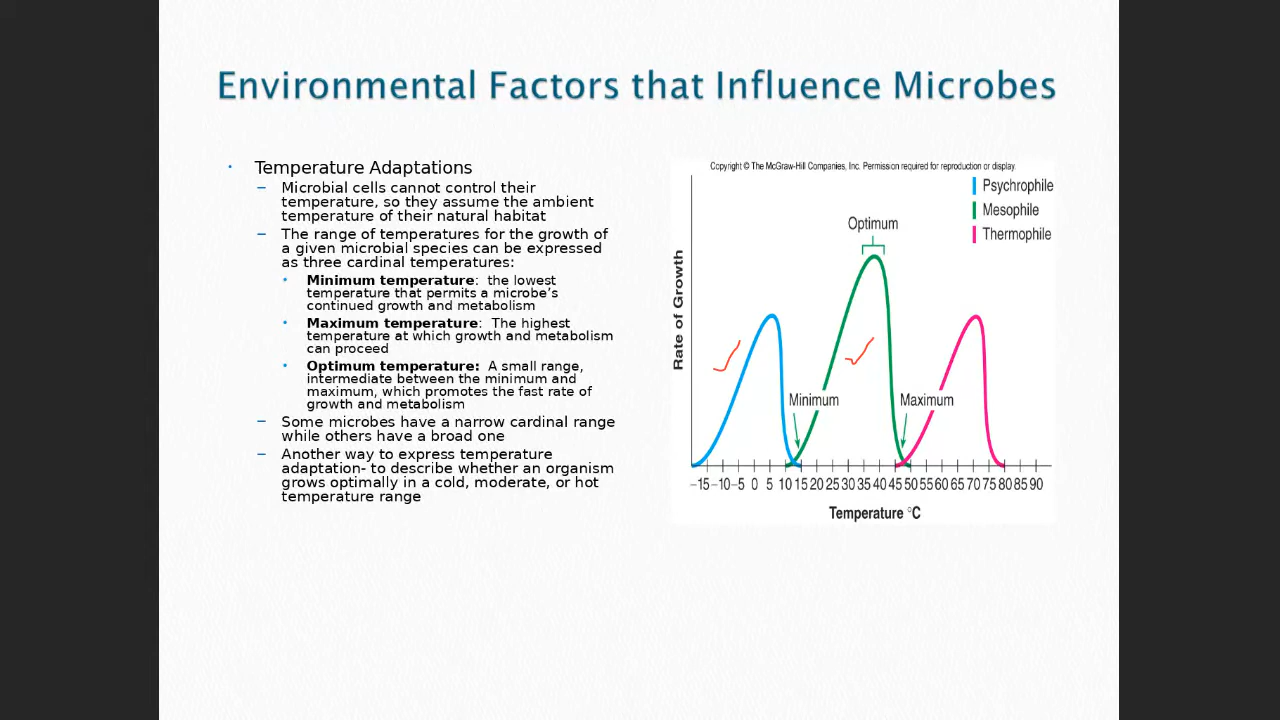 Environmental Factors that Influence Microbes
• Temperature Adaptations
– Microbial cells cannot control their
temperature, so they assume the ambient
temperature of their natural habitat
– The range of temperatures for the growth of
a given microbial species can be expressed
as three cardinal temperatures:
• Minimum temperature:  the lowest
temperature that permits a microbe’s
continued growth and metabolism
• Maximum temperature:  The highest
temperature at which growth and metabolism
can proceed
• Optimum temperature:  A small range,
intermediate between the minimum and
maximum, which promotes the fast rate of
growth and metabolism
– Some microbes have a narrow cardinal range
while others have a broad one
– Another way to express temperature
adaptation- to describe whether an organism
grows optimally in a cold, moderate, or hot
temperature range
Copyright © The McGraw-Hill Companies, Inc. Permission required for reproduction or display.
Psychrophile
Mesophile
Thermophile
Optimum
Rate of Growth
Minimum
Maximum
−15 −10 −5 0 5 10 15 20 25 30 35 40 45 50 55 60 65 70 75 80 85 90
Temperature °C